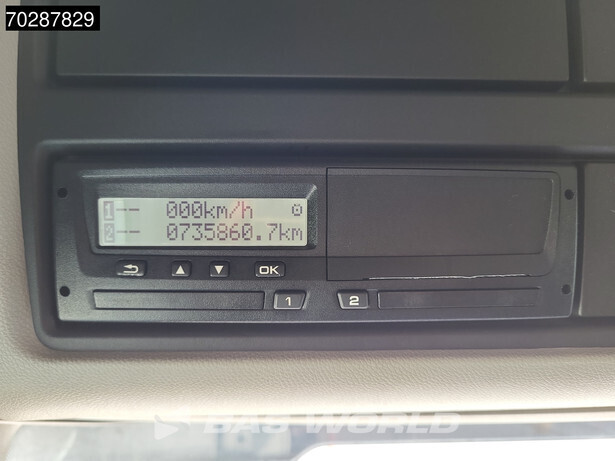 70287829
1 -- 000km/h
2 -- 0735860.7km
OK
1
2
BAS WORLD